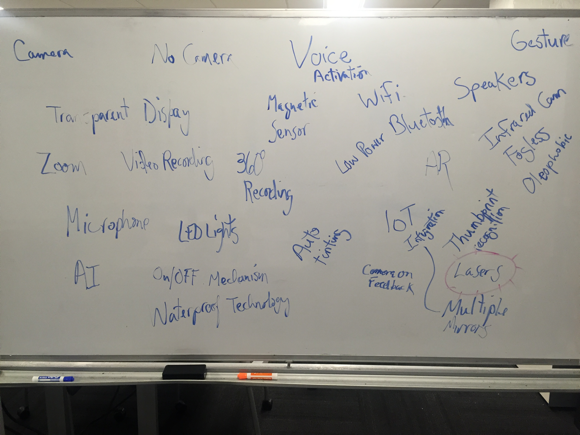 Camera
No Camera
Voice
Activation
Gesture
Transparent Display
Magnetic
Sensor
WiFi
Speakers
Low Power Bluetooth
Infrared Cam
Fogless
Oleophobic
Zoom
Video Recording
360°
Recording
AR
Microphone
LED Lights
Auto
tinting
IoT
Integration
Thumbprint
recognition
AI
On/OFF Mechanism
Waterproof Technology
Camera on
Feedback
Lasers
Multiple
Mirrors